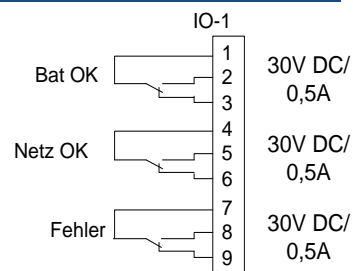 IO-1
1
Bat OK
2
3
30V DC/
0,5A
4
Netz OK
5
6
30V DC/
0,5A
7
Fehler
8
9
30V DC/
0,5A